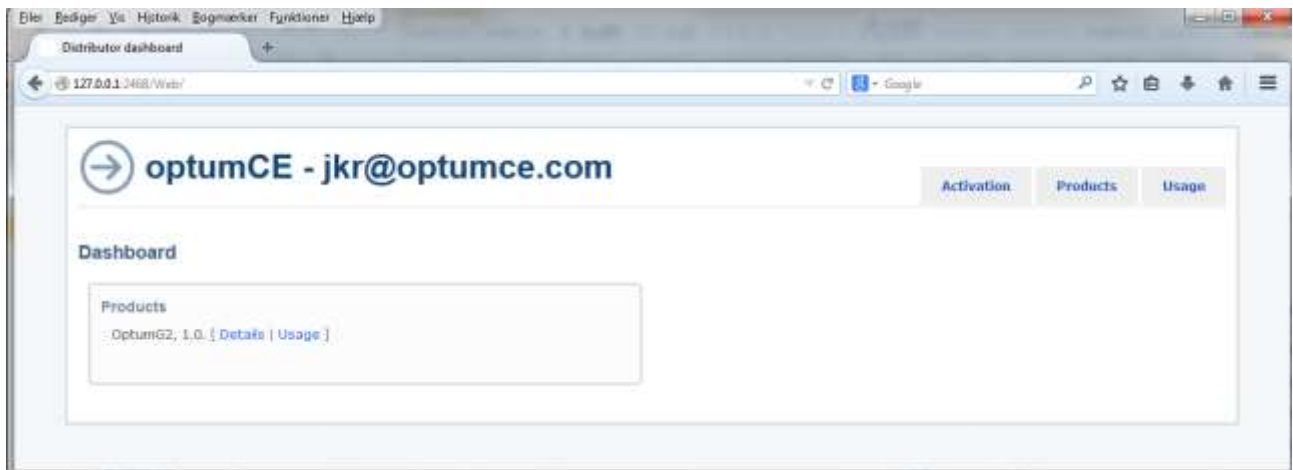 Filer Rediger Vis Historik Bogmærker Funktioner Hjælp
Distributor dashboard +
127.0.0.1:2468/Web/ Google
optumCE - jkr@optumce.com
Activation Products Usage
Dashboard
Products
OptumG2, 1.0. [ Details | Usage ]